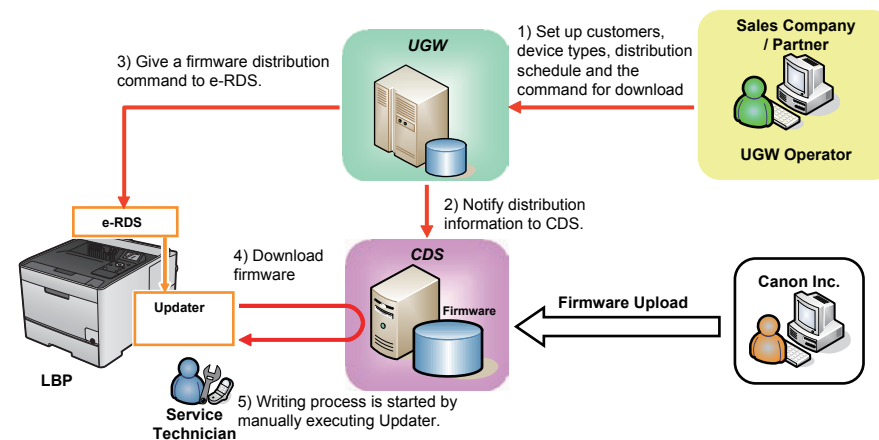 UGW
1) Set up customers,
device types, distribution
schedule and the
command for download
Sales Company
/ Partner
UGW Operator
3) Give a firmware distribution
command to e-RDS.
2) Notify distribution
information to CDS.
e-RDS
4) Download
firmware
CDS
Firmware
Updater
Firmware Upload
Canon Inc.
LBP
Service
Technician
5) Writing process is started by
manually executing Updater.